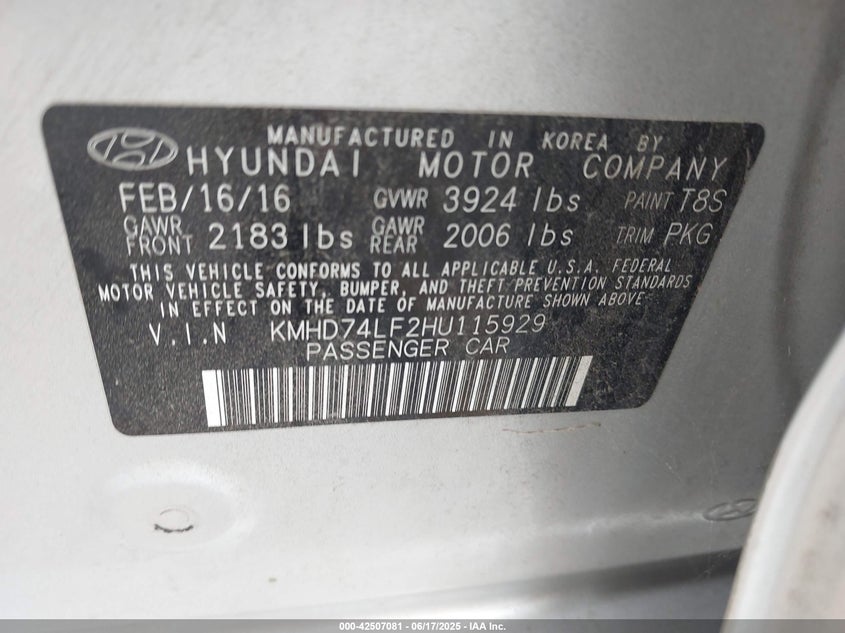 MANUFACTURED IN KOREA BY
HYUNDAI MOTOR COMPANY
FEB/16/16 GVWR 3924 lbs PAINT T8S
GAWR FRONT 2183 lbs GAWR REAR 2006 lbs TRIM PKG
THIS VEHICLE CONFORMS TO ALL APPLICABLE U.S.A. FEDERAL
MOTOR VEHICLE SAFETY, BUMPER, AND THEFT PREVENTION STANDARDS
IN EFFECT ON THE DATE OF MANUFACTURE SHOWN ABOVE
V.I.N KMHD74LF2HU115929
PASSENGER CAR
000-42507081 - 06/17/2025 - IAA Inc.